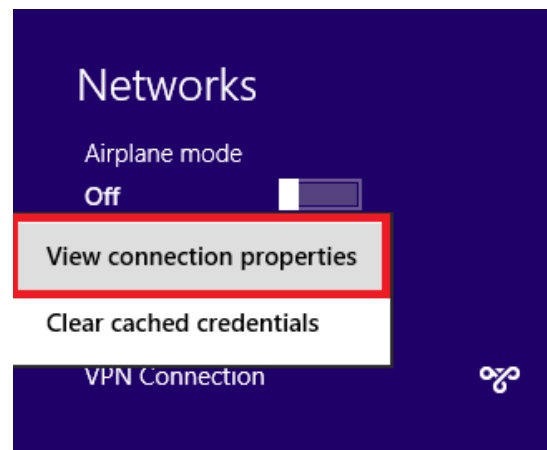 Networks
Airplane mode
Off
View connection properties
Clear cached credentials
VPN Connection